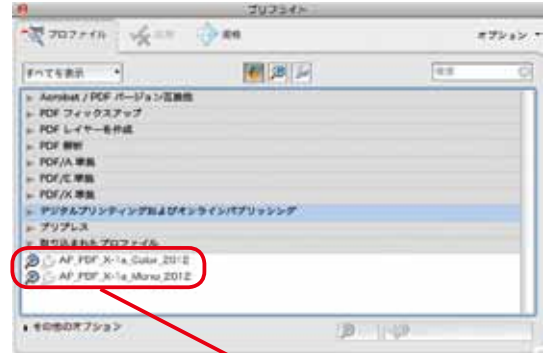 プリフライト
プロファイル 結果 規格 オプション
すべてを表示 検索
Acrobat / PDF バージョン互換性
PDF フィックスアップ
PDF レイヤーを作成
PDF 解析
PDF/A 準拠
PDF/E 準拠
PDF/X 準拠
デジタルプリンティングおよびオンラインパブリッシング
プリプレス
取り込まれたプロファイル
AP_PDF_X-1a_Color_2012
AP_PDF_X-1a_Mono_2012
その他のオプション